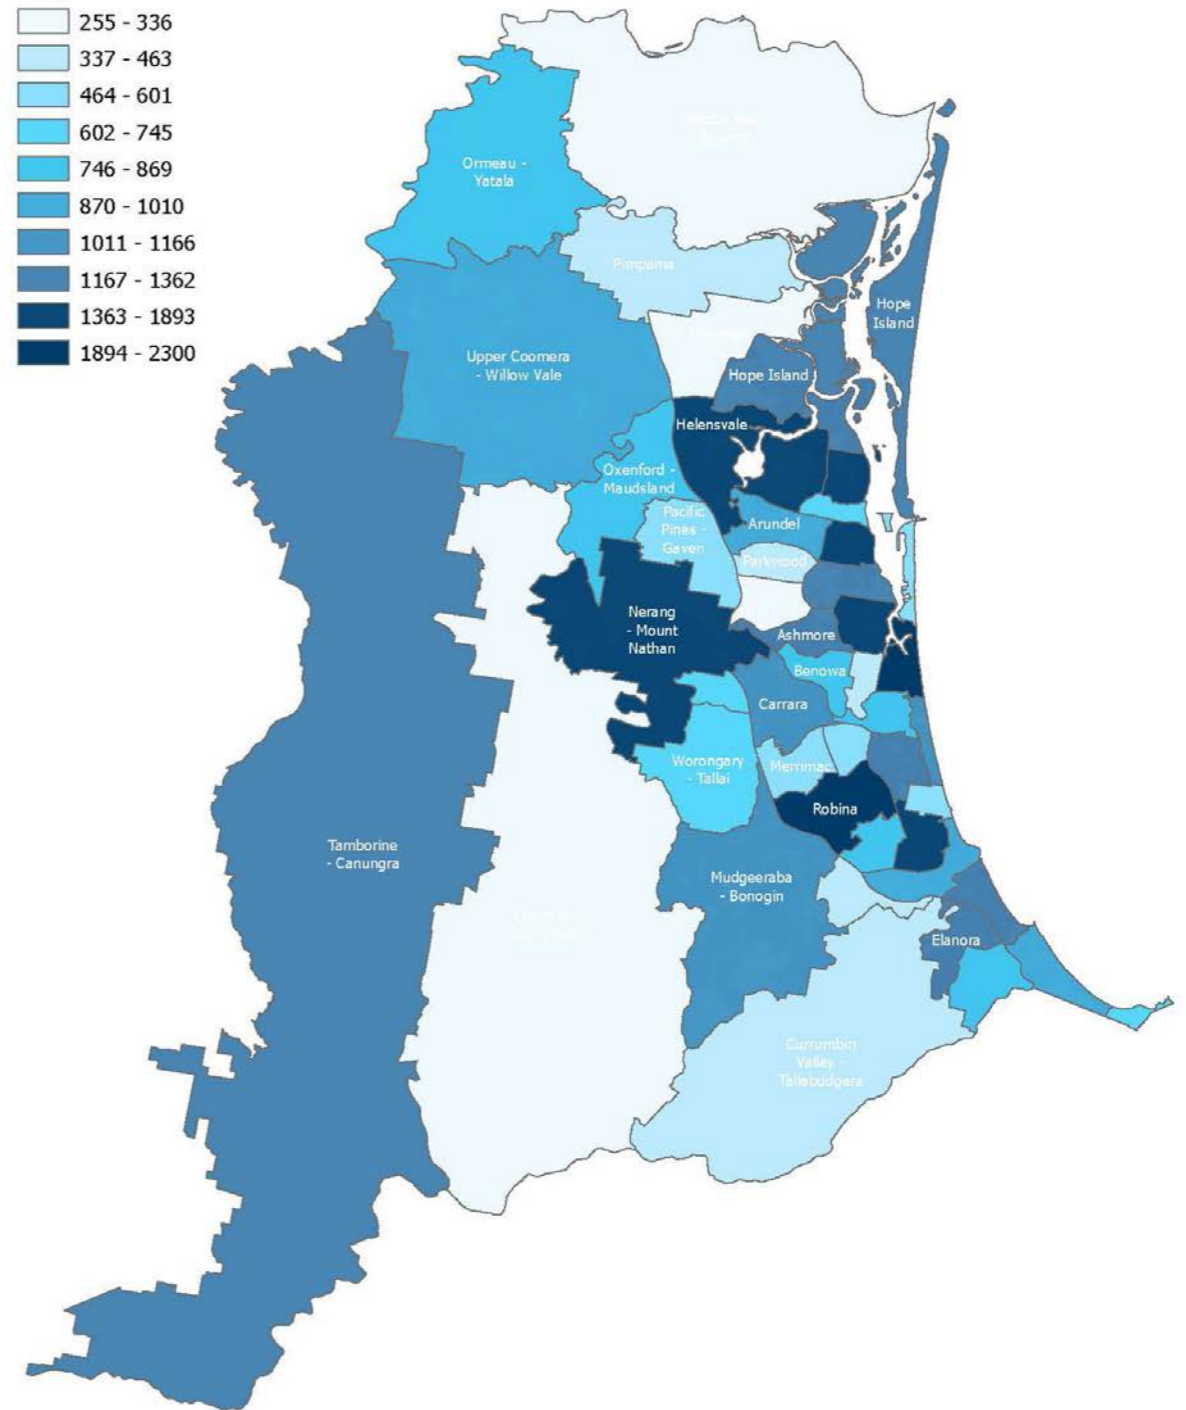 255 - 336
337 - 463
464 - 601
602 - 745
746 - 869
870 - 1010
1011 - 1166
1167 - 1362
1363 - 1893
1894 - 2300
Ormeau -
Yatala
Pimpama
Hope
Island
Upper Coomera
- Willow Vale
Hope Island
Helensvale
Oxenford -
Maudsland
Pacific
Pines -
Gaven
Arundel
Parkwood
Nerang
- Mount
Nathan
Ashmore
Benowa
Carrara
Worongary
- Tallai
Merrimac
Robina
Tamborine
- Canungra
Mudgeeraba
- Bonogin
Elanora
Currumbin
Valley -
Tallebudgera